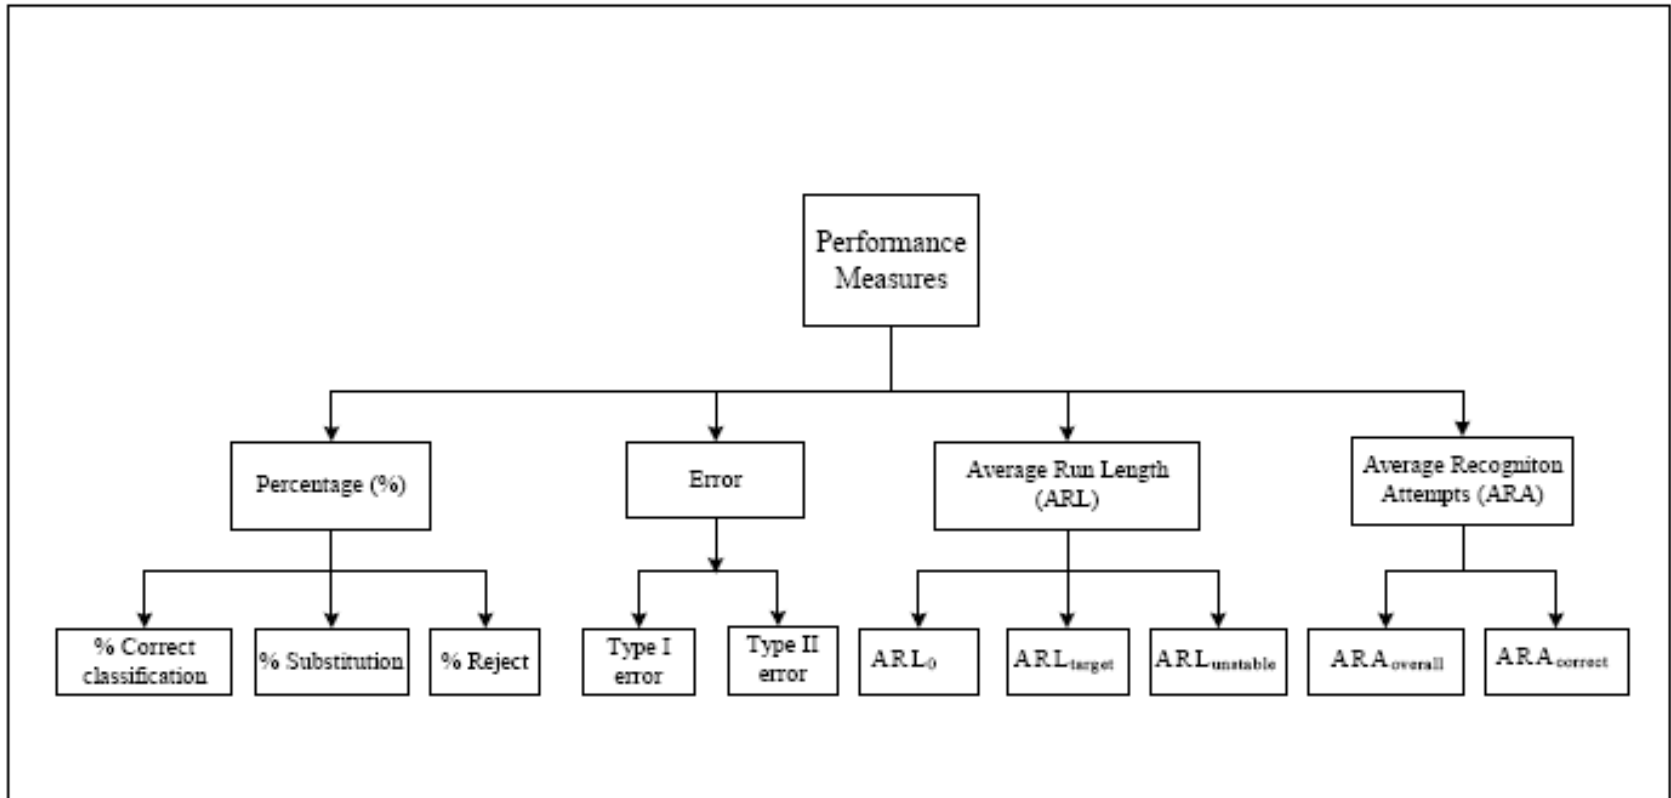 Performance
Measures
Percentage (%)
Error
Average Run Length
(ARL)
Average Recogniton
Attempts (ARA)
% Correct
classification
% Substitution
% Reject
Type I
error
Type II
error
ARL₀
ARLtarget
ARLunstable
ARAoverall
ARAcorrect